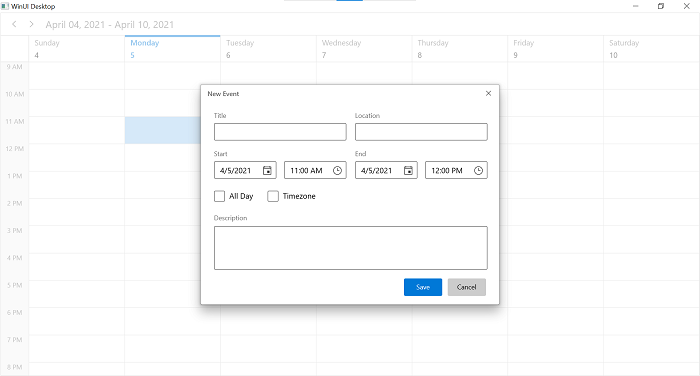 WinUI Desktop
April 04, 2021 - April 10, 2021
Sunday Monday Tuesday Wednesday Thursday Friday Saturday
4 5 6 7 8 9 10
9 AM
10 AM
11 AM
12 PM
1 PM
2 PM
3 PM
4 PM
5 PM
6 PM
7 PM
8 PM
New Event
Title Location
Start End
4/5/2021 11:00 AM 4/5/2021 12:00 PM
All Day Timezone
Description
Save Cancel